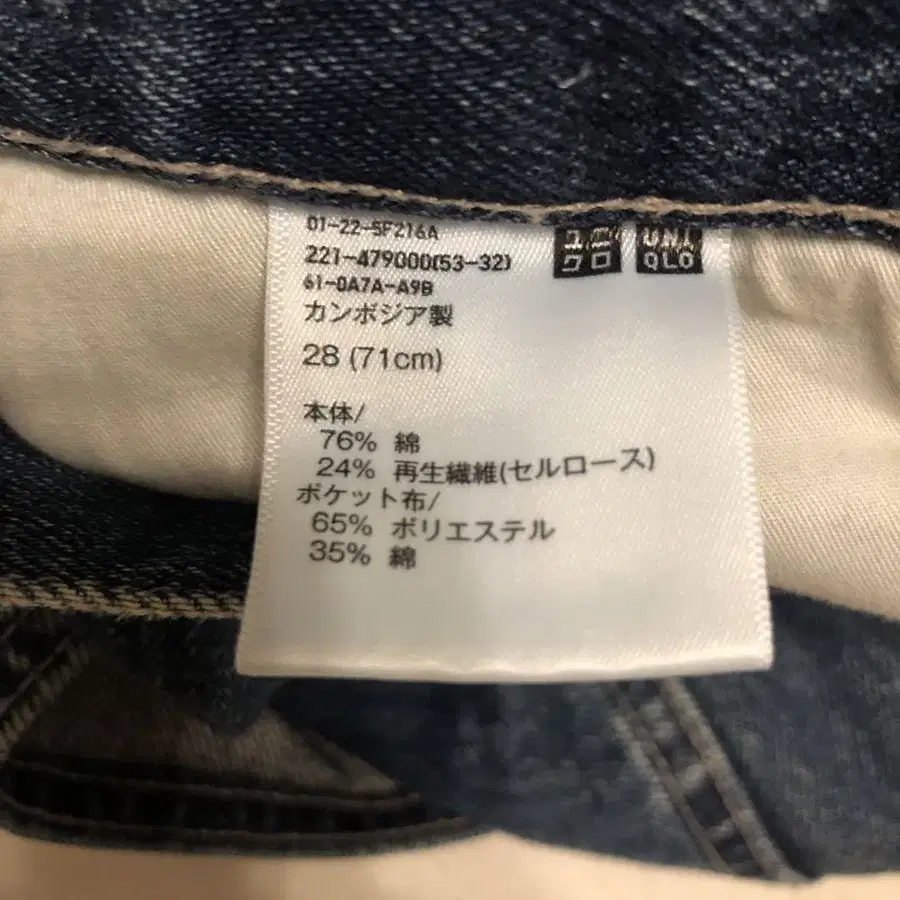 01-22-SF216A
221-479000(53-32)
61-0A7A-A9B
カンボジア製
28 (71cm)
本体/
76% 綿
24% 再生繊維(セルロース)
ポケット布/
65% ポリエステル
35% 綿
ユニ
クロ
UNI
QLO